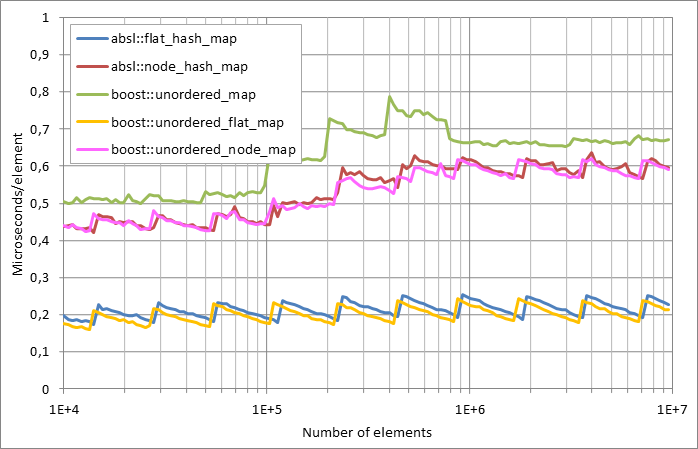 1
0,9
0,8
0,7
0,6
0,5
0,4
0,3
0,2
0,1
0
Microseconds/element
absl::flat_hash_map
absl::node_hash_map
boost::unordered_map
boost::unordered_flat_map
boost::unordered_node_map
1E+4 1E+5 1E+6 1E+7
Number of elements